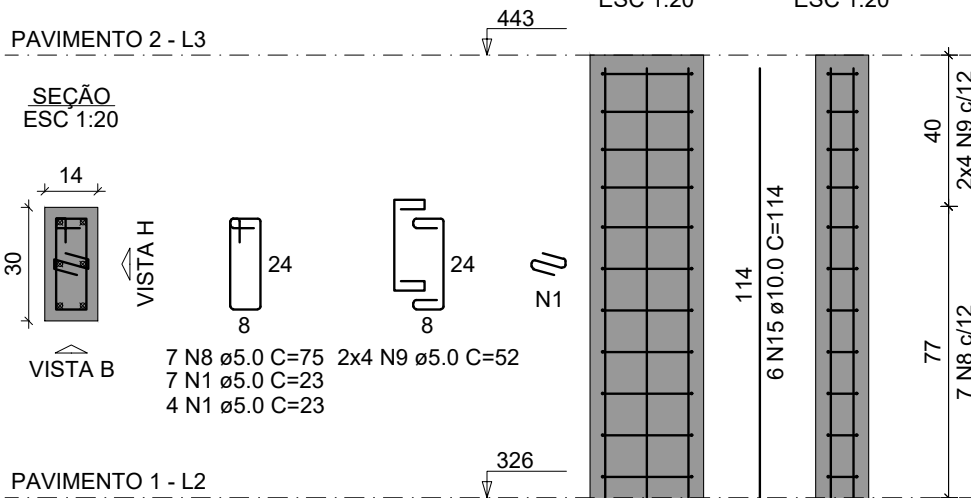 ESC 1:20
ESC 1:20
443
PAVIMENTO 2 - L3
SEÇÃO
ESC 1:20
14
30
VISTA H
VISTA B
24
8
24
8
N1
7 N8 ø5.0 C=75
2x4 N9 ø5.0 C=52
7 N1 ø5.0 C=23
4 N1 ø5.0 C=23
114
6 N15 ø10.0 C=114
40
2x4 N9 c/12
77
7 N8 c/12
326
PAVIMENTO 1 - L2